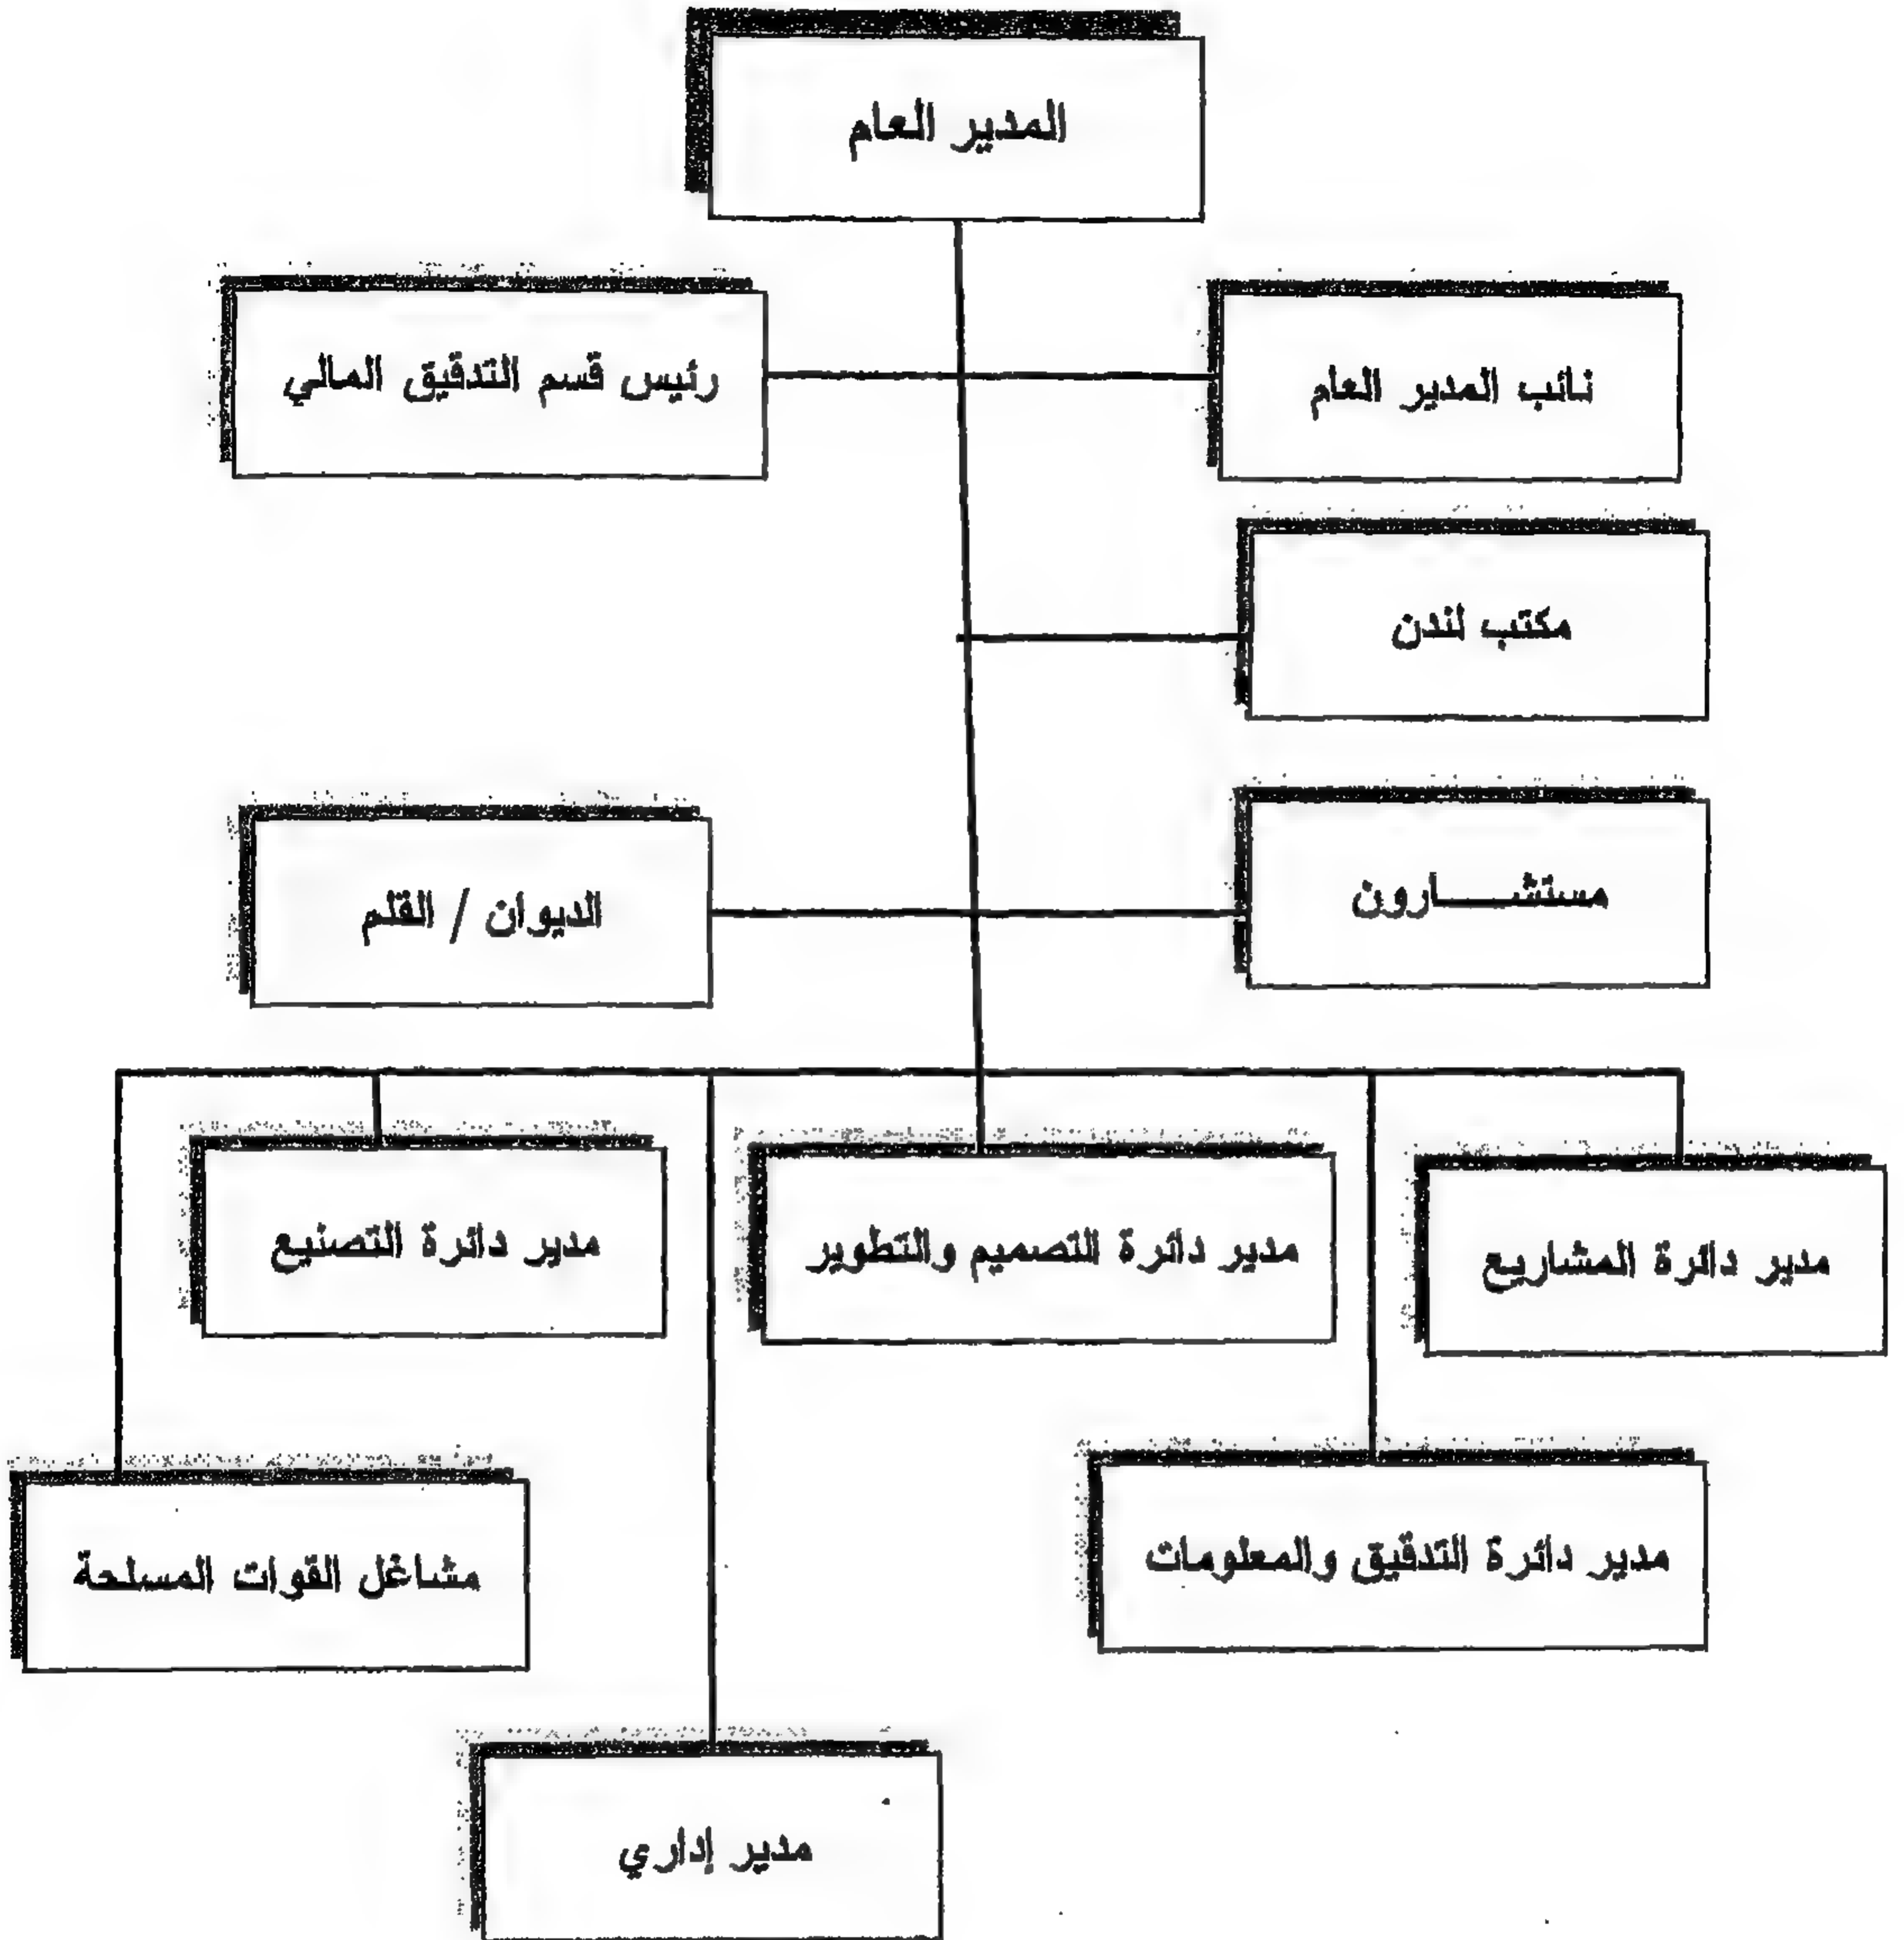 المدير العام
نائب المدير العام
رئيس قسم التدقيق المالي
مكتب لندن
مستشـــــارون
الديوان / القلم
مدير دائرة المشاريع
مدير دائرة التصميم والتطوير
مدير دائرة التصنيع
مدير دائرة التدقيق والمعلومات
مشاغل القوات المسلحة
مدير إداري